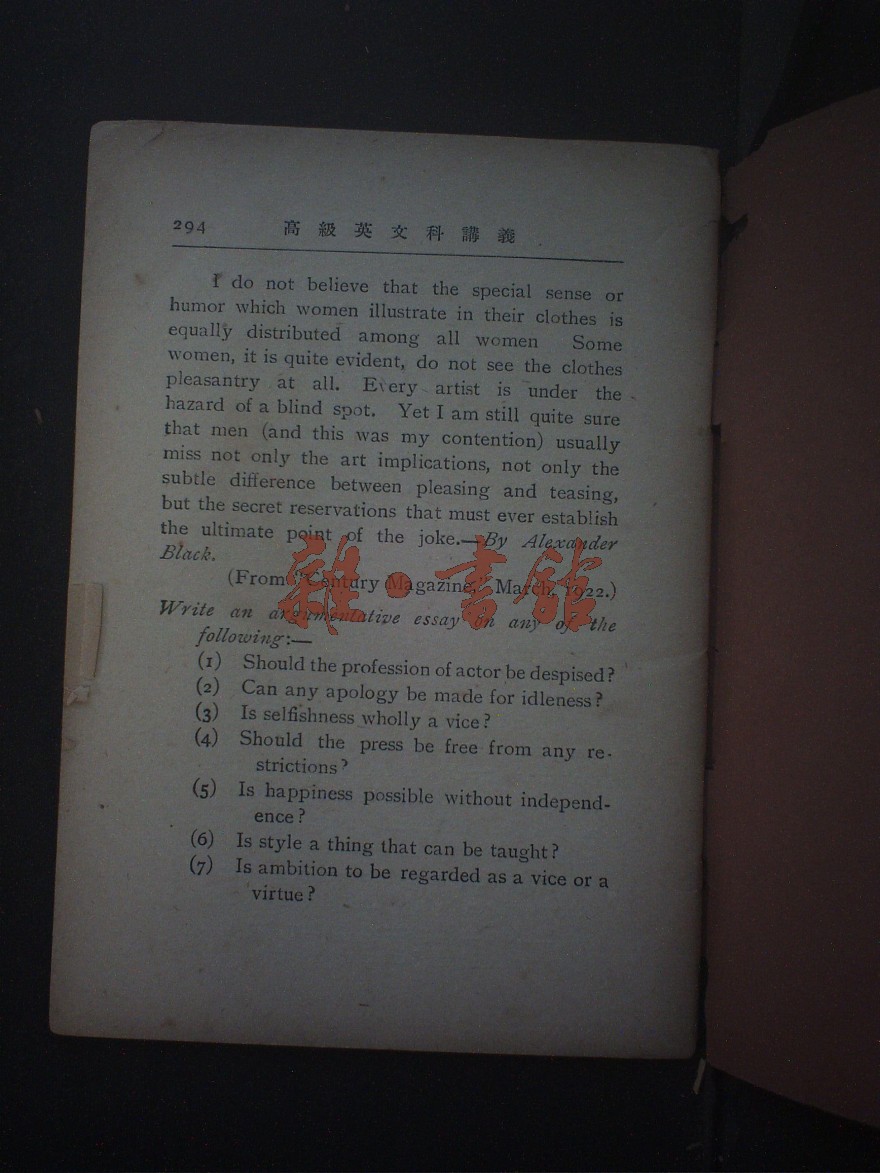 294 高級英文科講義
I do not believe that the special sense or
humor which women illustrate in their clothes is
equally distributed among all women Some
women, it is quite evident, do not see the clothes
pleasantry at all. Every artist is under the
hazard of a blind spot. Yet I am still quite sure
that men (and this was my contention) usually
miss not only the art implications, not only the
subtle difference between pleasing and teasing,
but the secret reservations that must ever establish
the ultimate point of the joke.—By Alexander
Black.
(From "Century Magazine," March, 1922.)
雜·書館
Write an argumentative essay on any of the
following:—
(1) Should the profession of actor be despised?
(2) Can any apology be made for idleness?
(3) Is selfishness wholly a vice?
(4) Should the press be free from any re-
strictions?
(5) Is happiness possible without independ-
ence?
(6) Is style a thing that can be taught?
(7) Is ambition to be regarded as a vice or a
virtue?